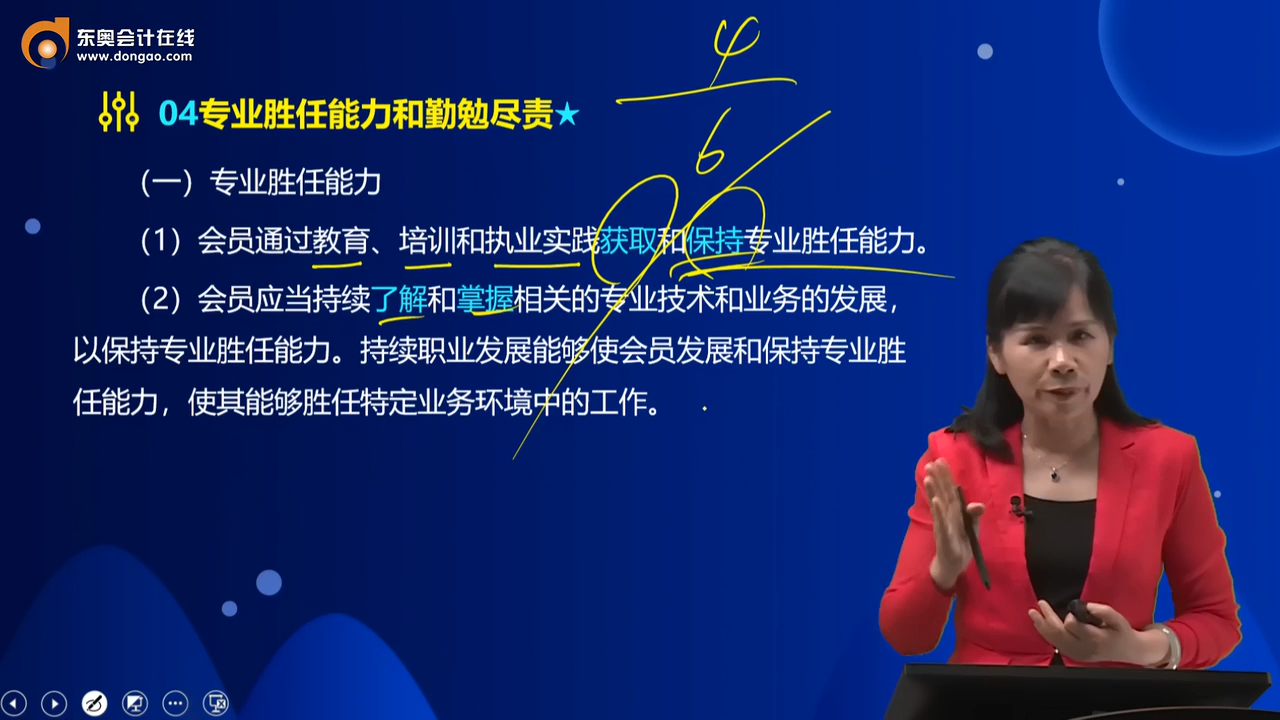 东奥会计在线
www.dongao.com
4
6
04专业胜任能力和勤勉尽责★
（一）专业胜任能力
（1）会员通过教育、培训和执业实践获取和保持专业胜任能力。
（2）会员应当持续了解和掌握相关的专业技术和业务的发展，
以保持专业胜任能力。持续职业发展能够使会员发展和保持专业胜
任能力，使其能够胜任特定业务环境中的工作。